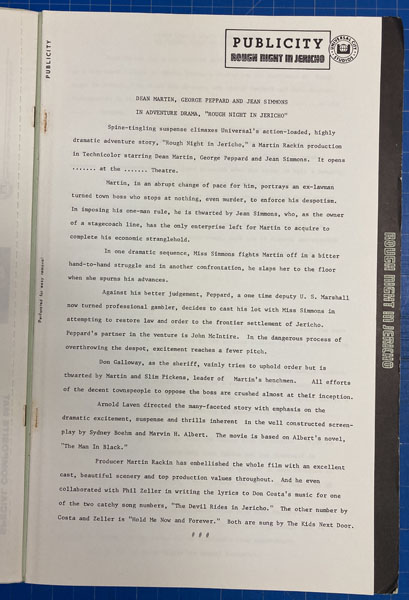 PUBLICITY
ROUGH NIGHT IN JERICHO
UNIVERSAL CITY
STUDIOS
PUBLICITY
DEAN MARTIN, GEORGE PEPPARD AND JEAN SIMMONS
IN ADVENTURE DRAMA, "ROUGH NIGHT IN JERICHO"
Spine-tingling suspense climaxes Universal's action-loaded, highly
dramatic adventure story, "Rough Night in Jericho," a Martin Rackin production
in Technicolor starring Dean Martin, George Peppard and Jean Simmons. It opens
....... at the ....... Theatre.
Martin, in an abrupt change of pace for him, portrays an ex-lawman
turned town boss who stops at nothing, even murder, to enforce his despotism.
In imposing his one-man rule, he is thwarted by Jean Simmons, who, as the owner
of a stagecoach line, has the only enterprise left for Martin to acquire to
complete his economic stranglehold.
In one dramatic sequence, Miss Simmons fights Martin off in a bitter
hand-to-hand struggle and in another confrontation, he slaps her to the floor
when she spurns his advances.
Against his better judgement, Peppard, a one time deputy U. S. Marshall
now turned professional gambler, decides to cast his lot with Miss Simmons in
attempting to restore law and order to the frontier settlement of Jericho.
Peppard's partner in the venture is John McIntire. In the dangerous process of
overthrowing the despot, excitement reaches a fever pitch.
Don Galloway, as the sheriff, vainly tries to uphold order but is
thwarted by Martin and Slim Pickens, leader of Martin's henchmen. All efforts
of the decent townspeople to oppose the boss are crushed almost at their inception.
Arnold Laven directed the many-faceted story with emphasis on the
dramatic excitement, suspense and thrills inherent in the well constructed screen-
play by Sydney Boehm and Marvin H. Albert. The movie is based on Albert's novel,
"The Man In Black."
Producer Martin Rackin has embellished the whole film with an excellent
cast, beautiful scenery and top production values throughout. And he even
collaborated with Phil Zeller in writing the lyrics to Don Costa's music for one
of the two catchy song numbers, "The Devil Rides in Jericho." The other number by
Costa and Zeller is "Hold Me Now and Forever." Both are sung by The Kids Next Door.
# # #
Perforated for easy removal
ROUGH NIGHT IN JERICHO